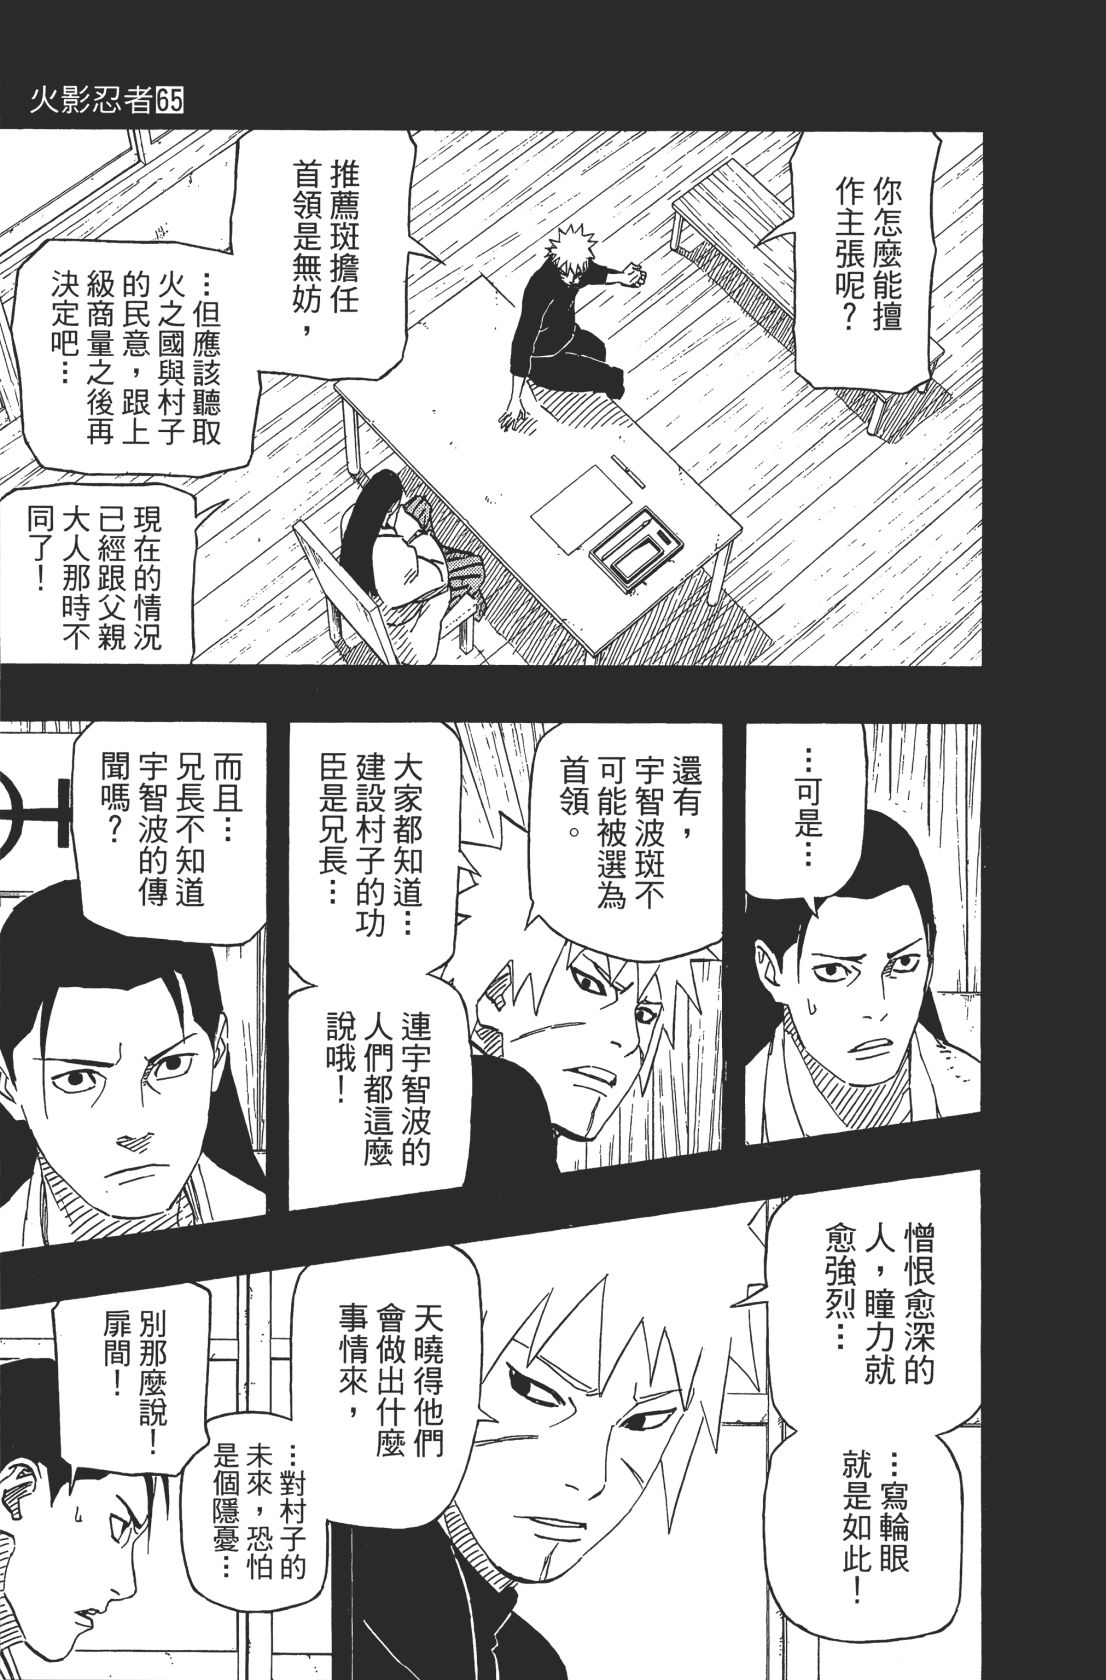 火影忍者65
你怎麼能擅
作主張呢？
推薦斑擔任
首領是無妨，
…但應該聽取
火之國與村子
的民意，跟上
級商量之後再
決定吧…
現在的情況
已經跟父親
大人那時不
同了！
…可是…
還有，
宇智波斑不
可能被選為
首領。
大家都知道…
建設村子的功
臣是兄長…
連宇智波的
人們都這麼
說哦！
而且…
兄長不知道
宇智波的傳
聞嗎？
憎恨愈深的
人，瞳力就
愈強烈…
…寫輪眼
就是如此！
天曉得他們
會做出什麼
事情來，
…對村子的
未來，恐怕
是個隱憂…
別那麼說！
扉間！